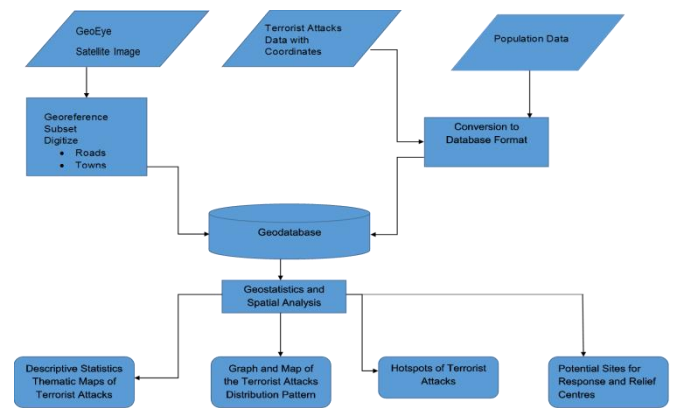 GeoEye
Satellite Image
Terrorist Attacks
Data with
Coordinates
Population Data
Georeference
Subset
Digitize
• Roads
• Towns
Conversion to
Database Format
Geodatabase
Geostatistics and
Spatial Analysis
Descriptive Statistics
Thematic Maps of
Terrorist Attacks
Graph and Map of
the Terrorist Attacks
Distribution Pattern
Hotspots of Terrorist
Attacks
Potential Sites for
Response and Relief
Centres